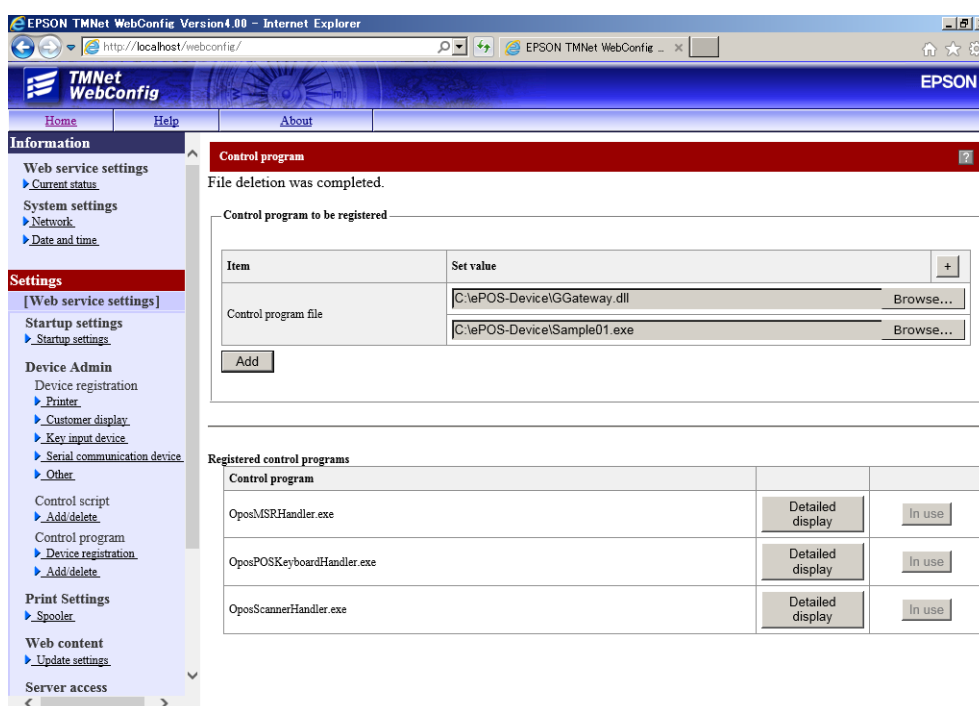 EPSON TMNet WebConfig Version4.00 - Internet Explorer
http://localhost/webconfig/
EPSON TMNet WebConfig ...
TMNet
WebConfig
EPSON
Home Help About
Information
Web service settings
Current status
System settings
Network
Date and time
Settings
[Web service settings]
Startup settings
Startup settings
Device Admin
Device registration
Printer
Customer display
Key input device
Serial communication device
Other
Control script
Add/delete
Control program
Device registration
Add/delete
Print Settings
Spooler
Web content
Update settings
Server access
Control program ?
File deletion was completed.
Control program to be registered
Item Set value +
Control program file
C:\ePOS-Device\GGateway.dll Browse...
C:\ePOS-Device\Sample01.exe Browse...
Add
Registered control programs
Control program
OposMSRHandler.exe Detailed display In use
OposPOSKeyboardHandler.exe Detailed display In use
OposScannerHandler.exe Detailed display In use